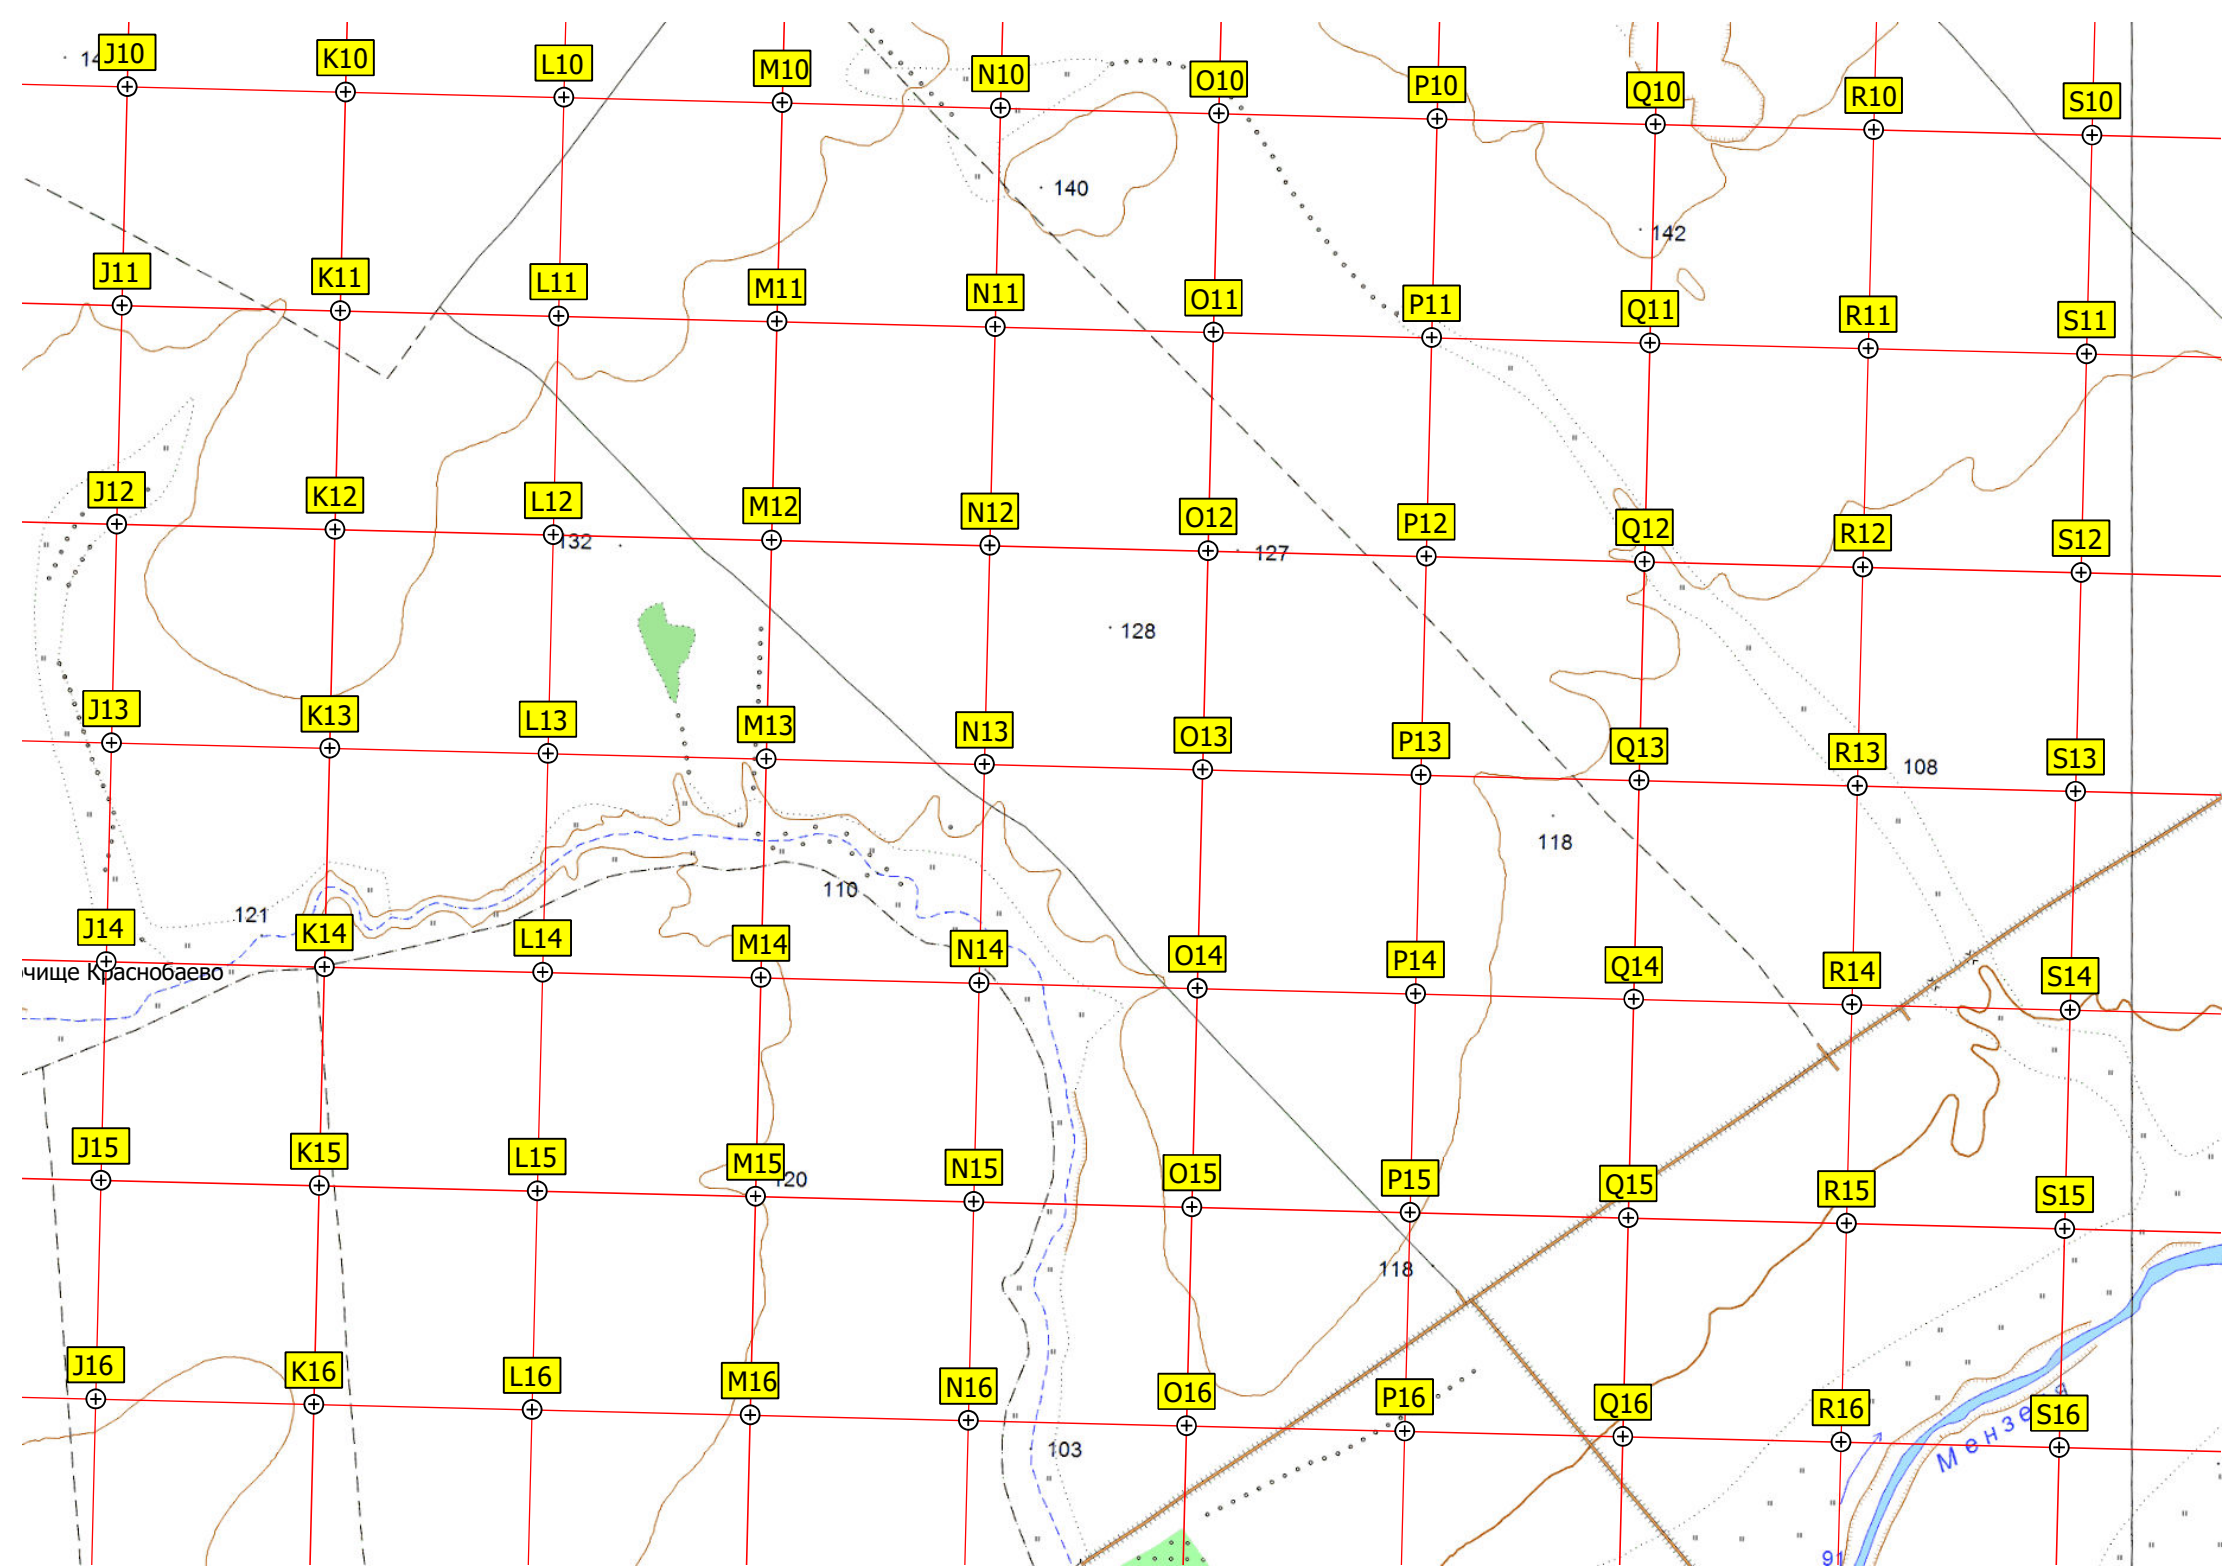 J10 K10 L10 M10 N10 O10 P10 Q10 R10 S10
140
142
J11 K11 L11 M11 N11 O11 P11 Q11 R11 S11
J12 K12 L12 M12 N12 O12 P12 Q12 R12 S12
132
127
128
J13 K13 L13 M13 N13 O13 P13 Q13 R13 S13
108
118
110
121
J14 K14 L14 M14 N14 O14 P14 Q14 R14 S14
чище Краснобаево
J15 K15 L15 M15 N15 O15 P15 Q15 R15 S15
120
118
J16 K16 L16 M16 N16 O16 P16 Q16 R16 S16
103
91